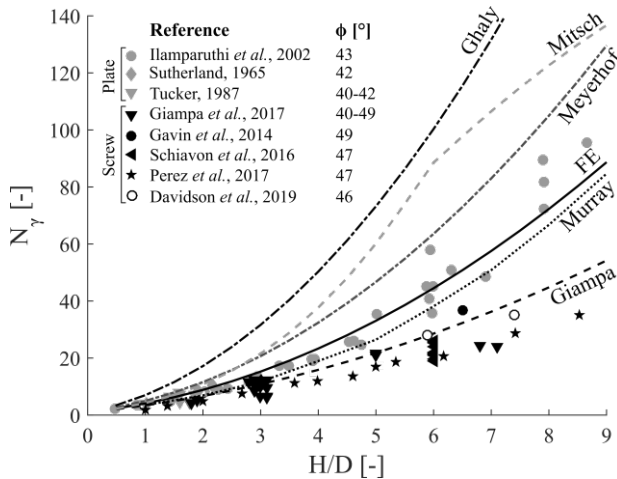 Reference ϕ [°]
Plate
Ilamparuthi et al., 2002 43
Sutherland, 1965 42
Tucker, 1987 40-42
Screw
Giampa et al., 2017 40-49
Gavin et al., 2014 49
Schiavon et al., 2016 47
Perez et al., 2017 47
Davidson et al., 2019 46
Ghaly
Mitsch
Meyerhof
FE
Murray
Giampa
Nγ [-]
140
120
100
80
60
40
20
0
0 1 2 3 4 5 6 7 8 9
H/D [-]